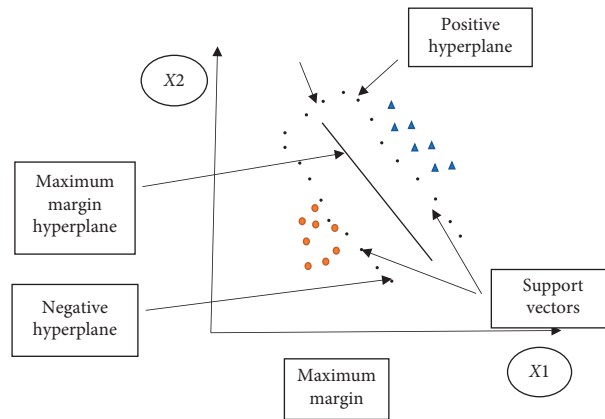 Positive
hyperplane
X2
Maximum
margin
hyperplane
Negative
hyperplane
Support
vectors
Maximum
margin
X1